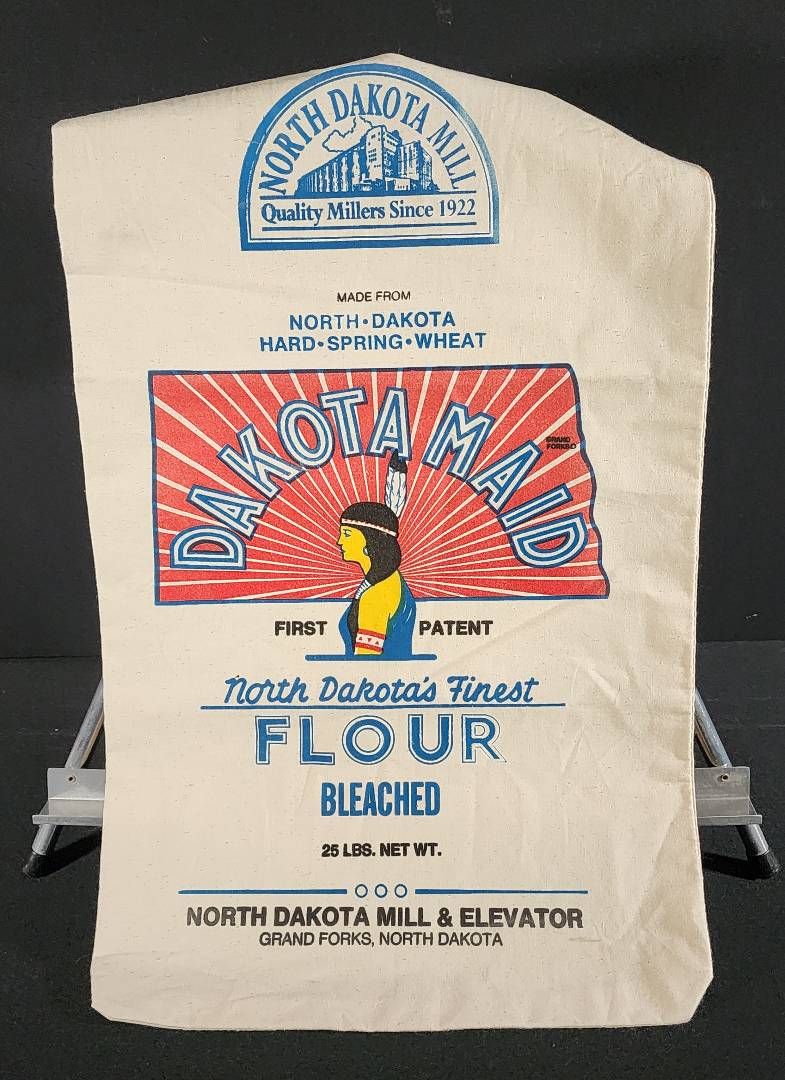 NORTH DAKOTA MILL
Quality Millers Since 1922
MADE FROM
NORTH•DAKOTA
HARD•SPRING•WHEAT
DAKOTA MAID
GRAND
FORKS
FIRST PATENT
North Dakota's Finest
FLOUR
BLEACHED
25 LBS. NET WT.
NORTH DAKOTA MILL & ELEVATOR
GRAND FORKS, NORTH DAKOTA